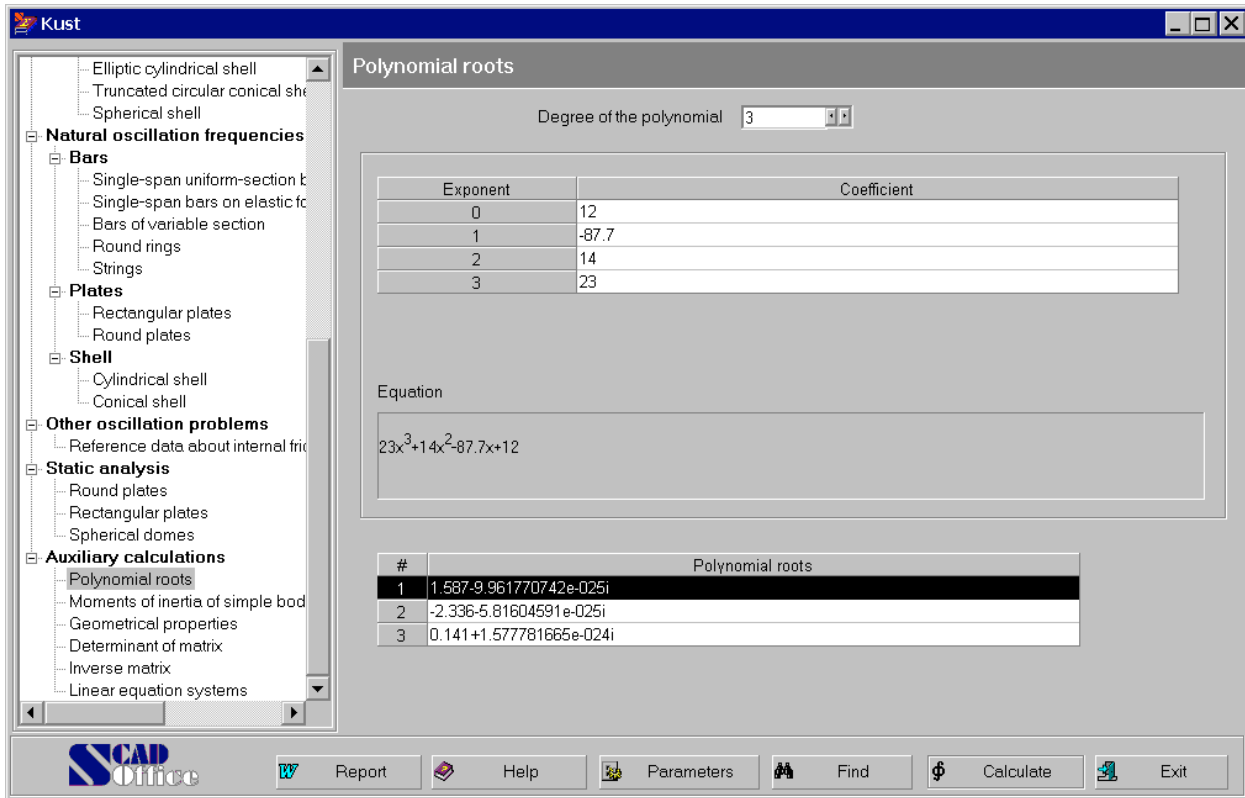 Kust
Elliptic cylindrical shell
Truncated circular conical she
Spherical shell
Natural oscillation frequencies
Bars
Single-span uniform-section b
Single-span bars on elastic fo
Bars of variable section
Round rings
Strings
Plates
Rectangular plates
Round plates
Shell
Cylindrical shell
Conical shell
Other oscillation problems
Reference data about internal fric
Static analysis
Round plates
Rectangular plates
Spherical domes
Auxiliary calculations
Polynomial roots
Moments of inertia of simple bod
Geometrical properties
Determinant of matrix
Inverse matrix
Linear equation systems
Polynomial roots
Degree of the polynomial 3
Exponent Coefficient
0 12
1 -87.7
2 14
3 23
Equation
23x^3+14x^2-87.7x+12
# Polynomial roots
1 1.587-9.961770742e-025i
2 -2.336-5.81604591e-025i
3 0.141+1.577781665e-024i
SCAD Office
Report Help Parameters Find Calculate Exit